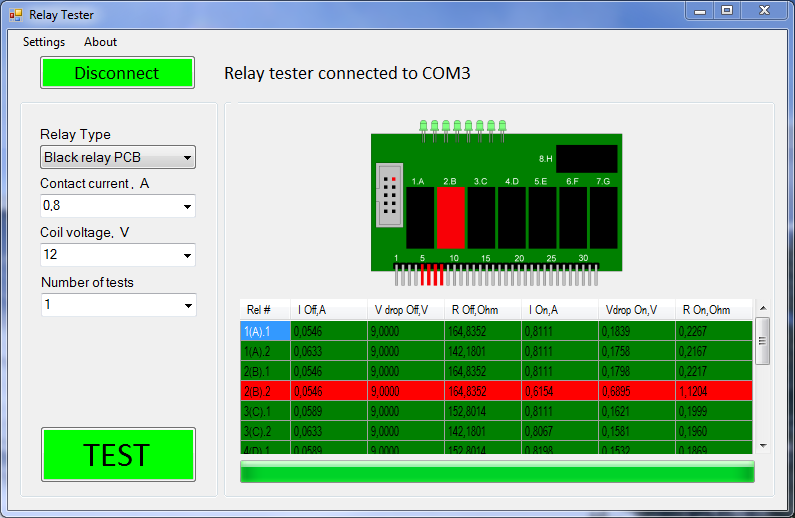 Relay Tester
Settings About
Disconnect
Relay tester connected to COM3
Relay Type
Black relay PCB
Contact current, A
0,8
Coil voltage, V
12
Number of tests
1
TEST
8.H
1.A 2.B 3.C 4.D 5.E 6.F 7.G
1 5 10 15 20 25 30
Rel # I Off,A V drop Off,V R Off,Ohm I On,A Vdrop On,V R On,Ohm
1(A).1 0,0546 9,0000 164,8352 0,8111 0,1839 0,2267
1(A).2 0,0633 9,0000 142,1801 0,8111 0,1758 0,2167
2(B).1 0,0546 9,0000 164,8352 0,8111 0,1798 0,2217
2(B).2 0,0546 9,0000 164,8352 0,6154 0,6895 1,1204
3(C).1 0,0589 9,0000 152,8014 0,8111 0,1621 0,1999
3(C).2 0,0633 9,0000 142,1801 0,8067 0,1581 0,1960
4(D).1 0,0589 9,0000 152,8014 0,8198 0,1532 0,1869